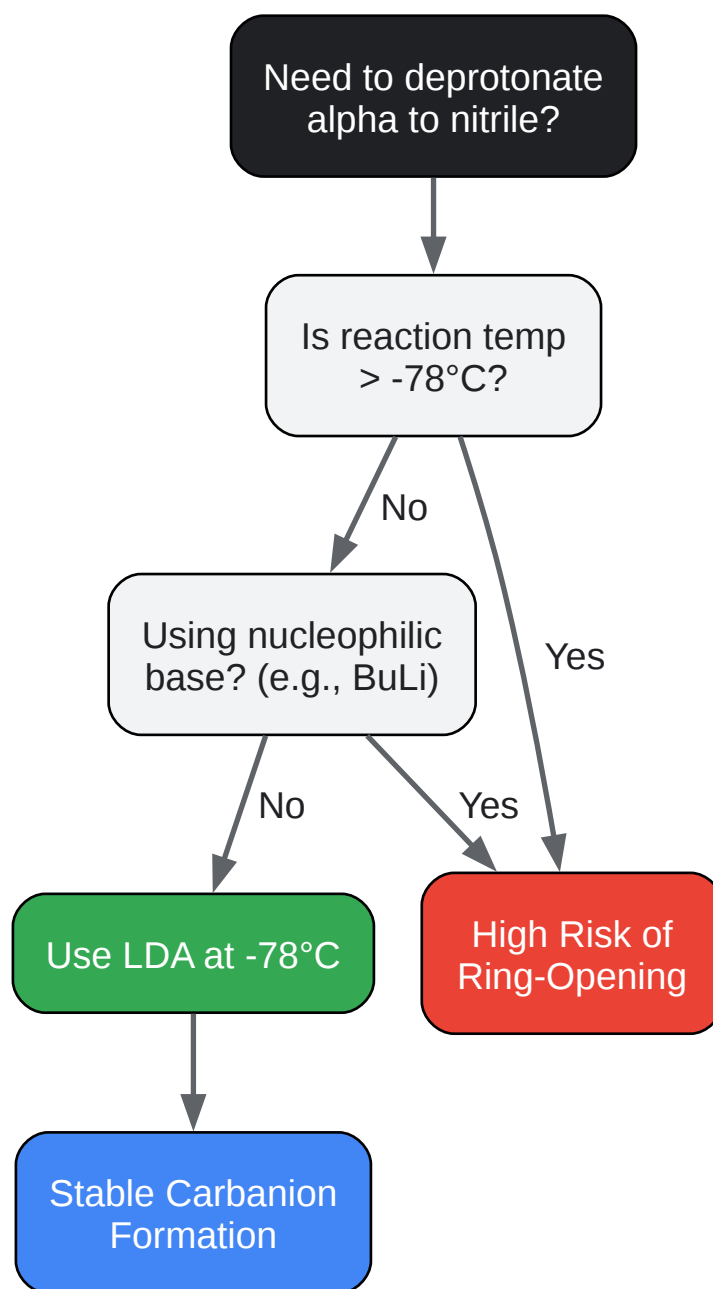 Need to deprotonate
alpha to nitrile?
Is reaction temp
> -78°C?
No
Yes
Using nucleophilic
base? (e.g., BuLi)
No
Yes
Use LDA at -78°C
High Risk of
Ring-Opening
Stable Carbanion
Formation